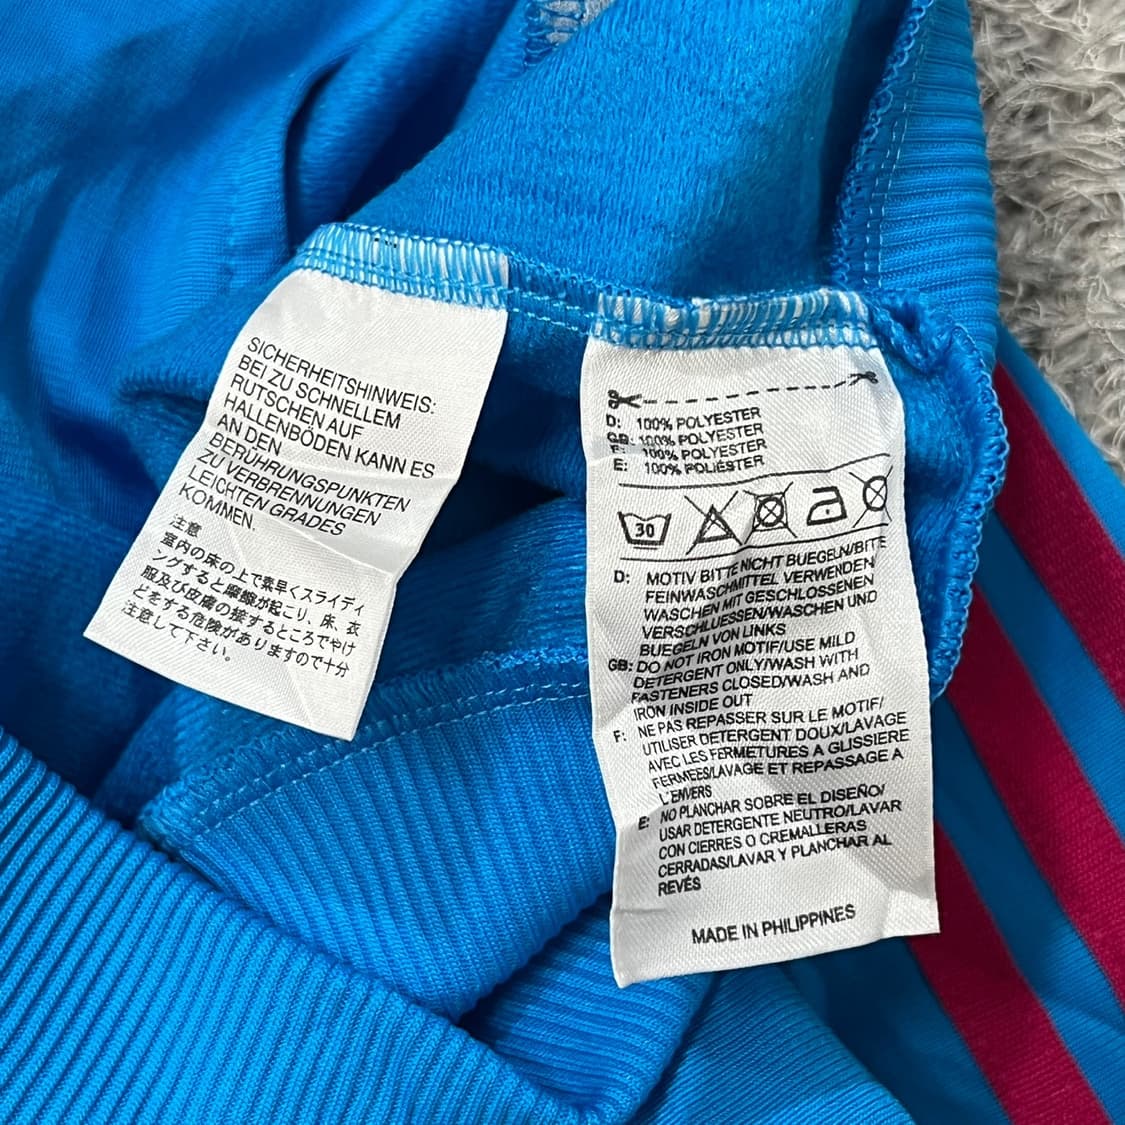 SICHERHEITSHINWEIS:
BEI ZU SCHNELLEM
RUTSCHEN AUF
HALLENBÖDEN KANN ES
AN DEN
BERÜHRUNGSPUNKTEN
ZU VERBRENNUNGEN
LEICHTEN GRADES
KOMMEN.
注意
室内の床の上で素早くスライディ
ングすると摩擦が起こり、床、衣
服及び皮膚の接するところでやけ
どをする危険がありますので十分
注意して下さい。
D: 100% POLYESTER
GB: 100% POLYESTER
F: 100% POLYESTER
E: 100% POLIÉSTER
30
D: MOTIV BITTE NICHT BUEGELN/BITE
FEINWASCHMITTEL VERWENDEN
WASCHEN MIT GESCHLOSSENEN
VERSCHLUESSEN/WASCHEN UND
BUEGELN VON LINKS
GB: DO NOT IRON MOTIF/USE MILD
DETERGENT ONLY/WASH WITH
FASTENERS CLOSED/WASH AND
IRON INSIDE OUT
F: NE PAS REPASSER SUR LE MOTIF/
UTILISER DETERGENT DOUX/LAVAGE
AVEC LES FERMETURES A GLISSIERE
FERMEES/LAVAGE ET REPASSAGE A
L'ENVERS
E: NO PLANCHAR SOBRE EL DISEÑO/
USAR DETERGENTE NEUTRO/LAVAR
CON CIERRES O CREMALLERAS
CERRADAS/LAVAR Y PLANCHAR AL
REVÉS
MADE IN PHILIPPINES